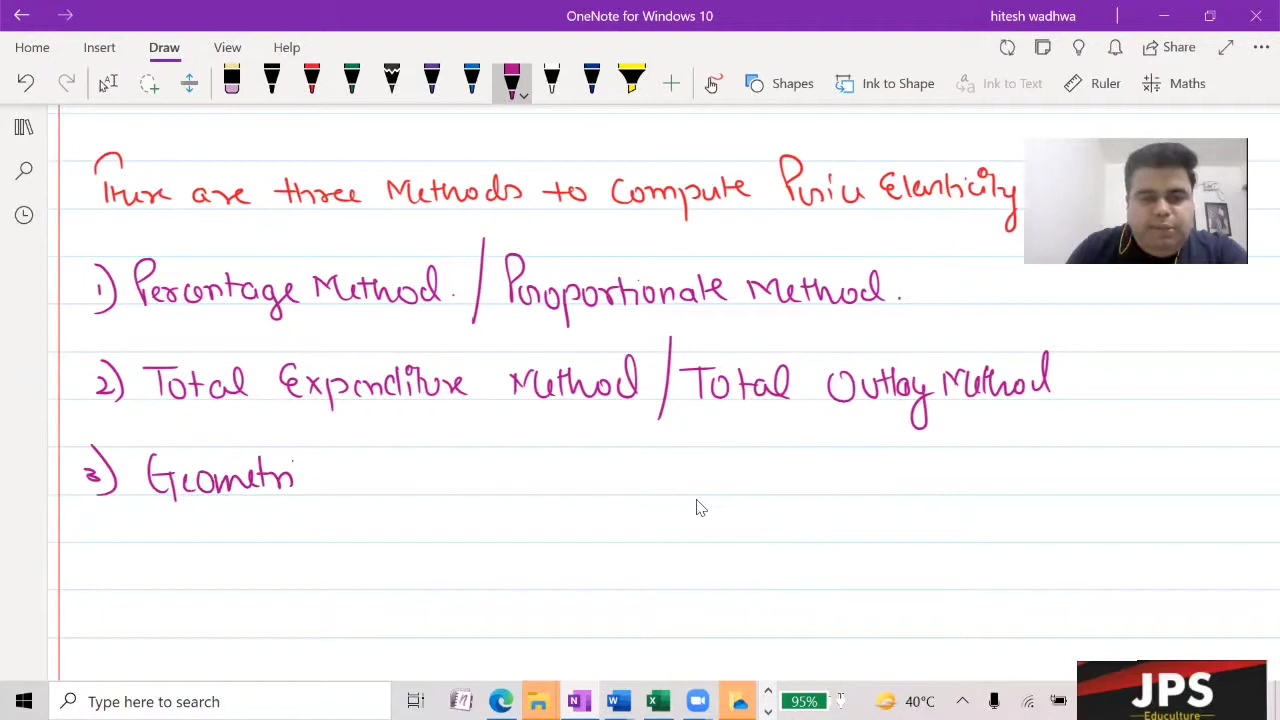 OneNote for Windows 10
hitesh wadhwa
Home Insert Draw View Help
Share
Shapes Ink to Shape Ink to Text Ruler Maths
There are three Methods to Compute Price Elasticity
1) Percentage Method. / Proportionate Method.
2) Total Expenditure Method / Total Outlay Method
3) Geometri
Type here to search
95%
40°C
JPS
Educulture